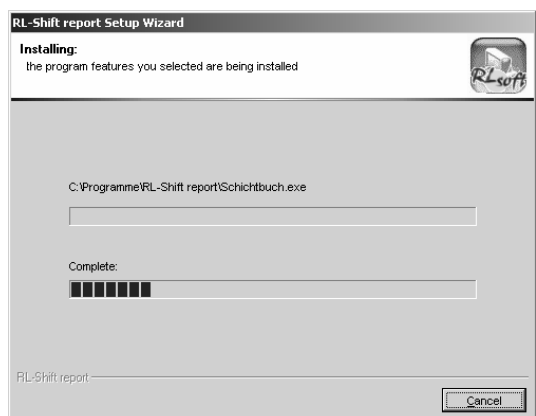 RL-Shift report Setup Wizard
Installing:
the program features you selected are being installed
RLsoft
C:\Programme\RL-Shift report\Schichtbuch.exe
Complete:
RL-Shift report
Cancel